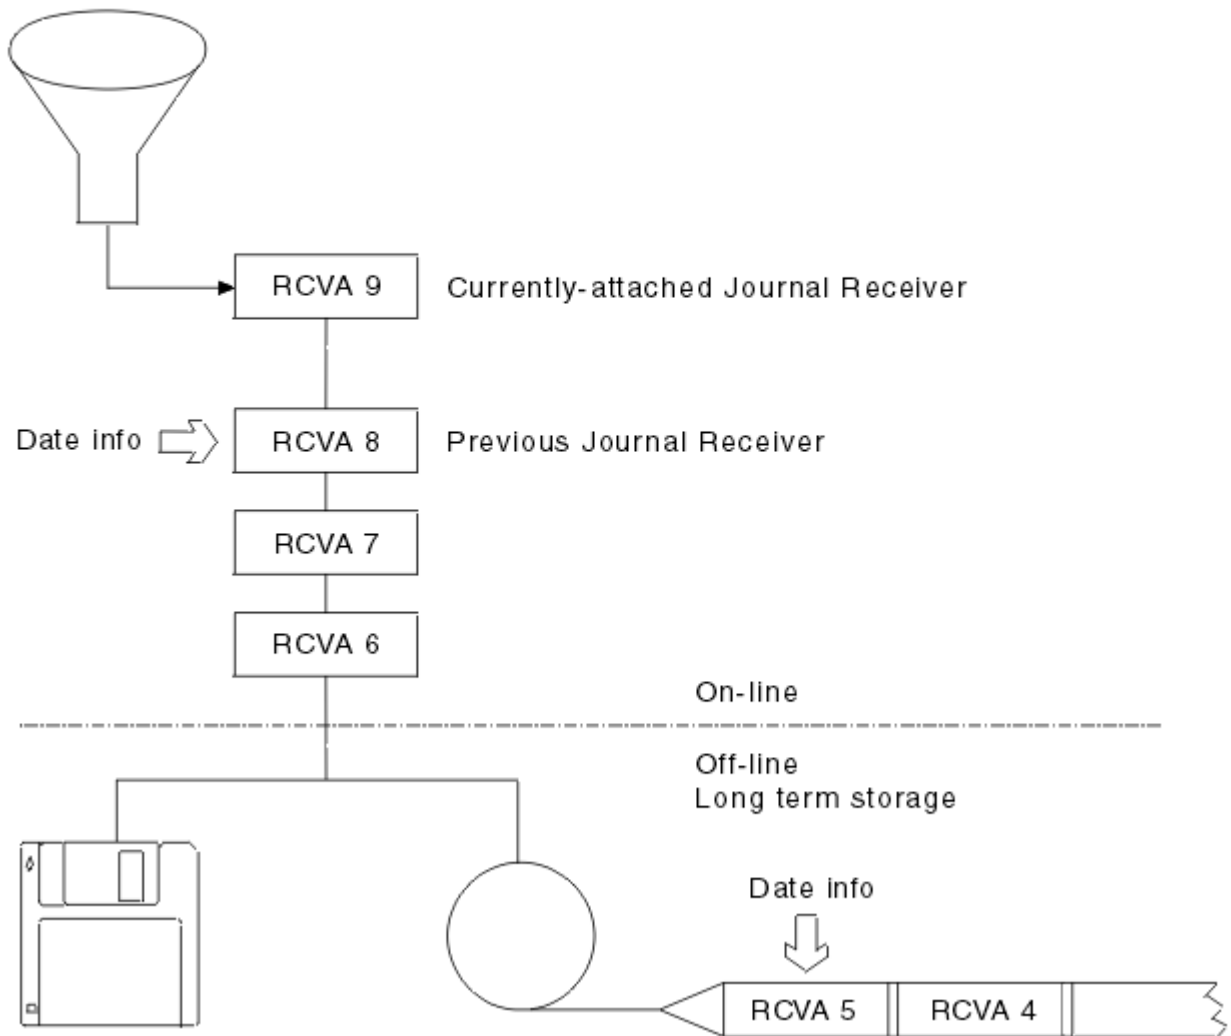 RCVA 9
Currently-attached Journal Receiver
Date info
RCVA 8
Previous Journal Receiver
RCVA 7
RCVA 6
On-line
Off-line
Long term storage
Date info
RCVA 5
RCVA 4